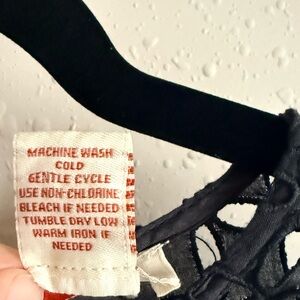 MACHINE WASH
COLD
GENTLE CYCLE
USE NON-CHLORINE
BLEACH IF NEEDED
TUMBLE DRY LOW
WARM IRON IF
NEEDED